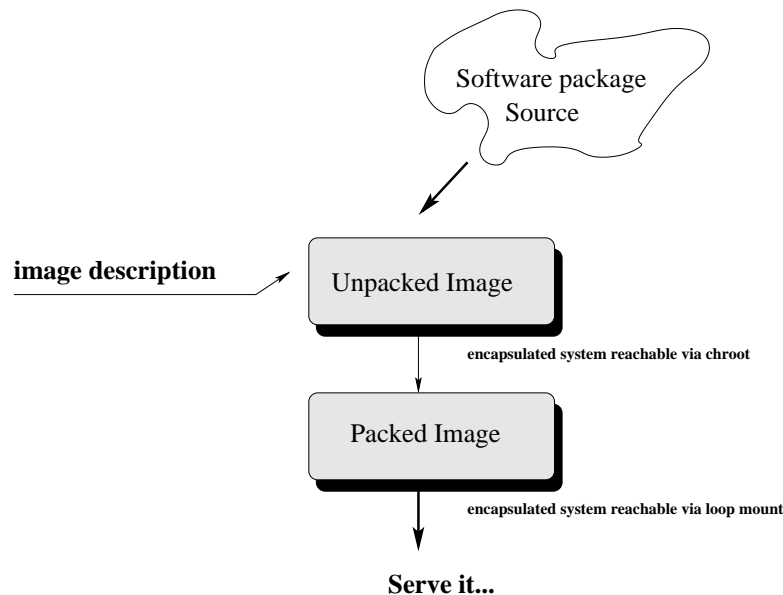 Software package
Source
image description
Unpacked Image
encapsulated system reachable via chroot
Packed Image
encapsulated system reachable via loop mount
Serve it...